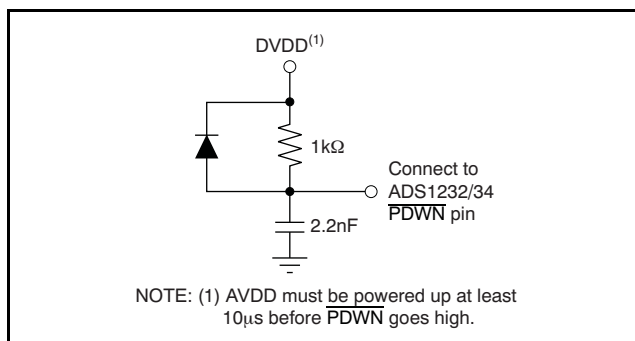 DVDD(1)
1kΩ
Connect to
ADS1232/34
PDWN pin
2.2nF
NOTE: (1) AVDD must be powered up at least
10μs before PDWN goes high.